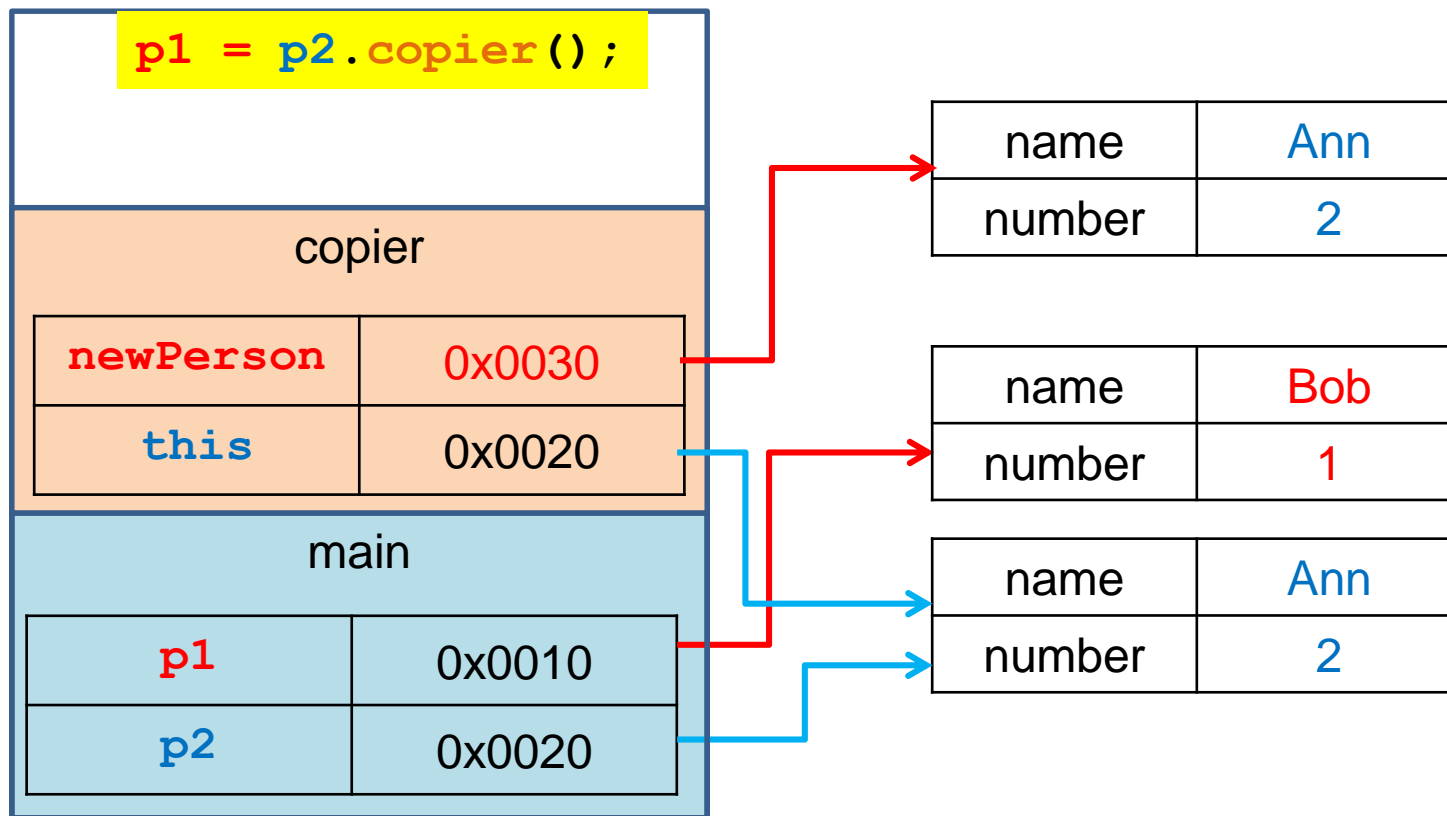 p1 = p2.copier();
copier
newPerson 0x0030
this 0x0020
main
p1 0x0010
p2 0x0020
name Ann
number 2
name Bob
number 1
name Ann
number 2